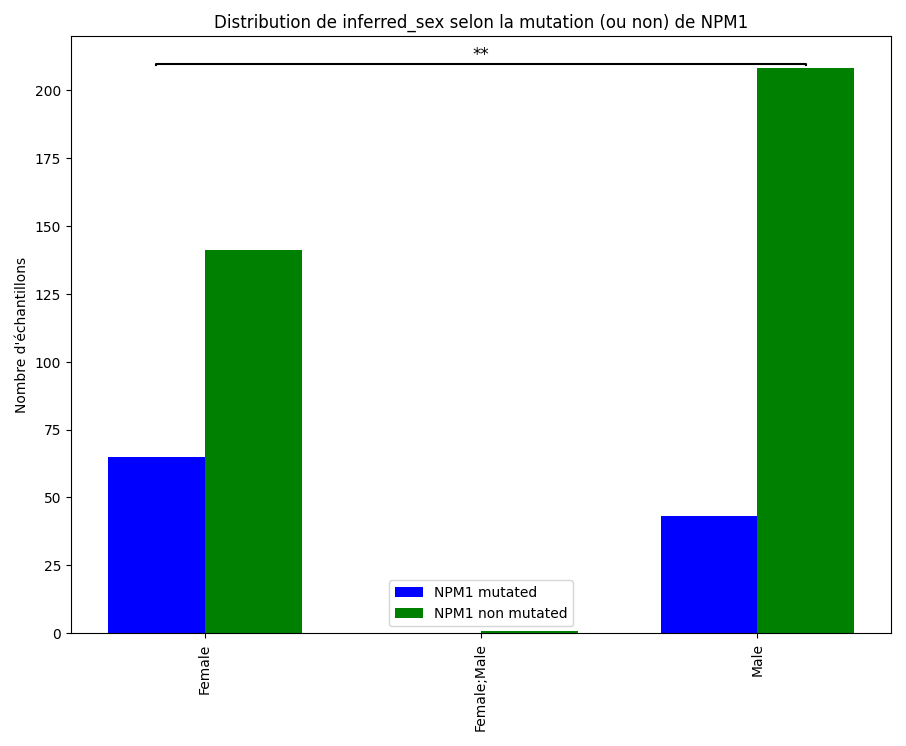 Distribution de inferred_sex selon la mutation (ou non) de NPM1
**
Nombre d'échantillons
200
175
150
125
100
75
50
25
0
NPM1 mutated
NPM1 non mutated
Female
Female;Male
Male